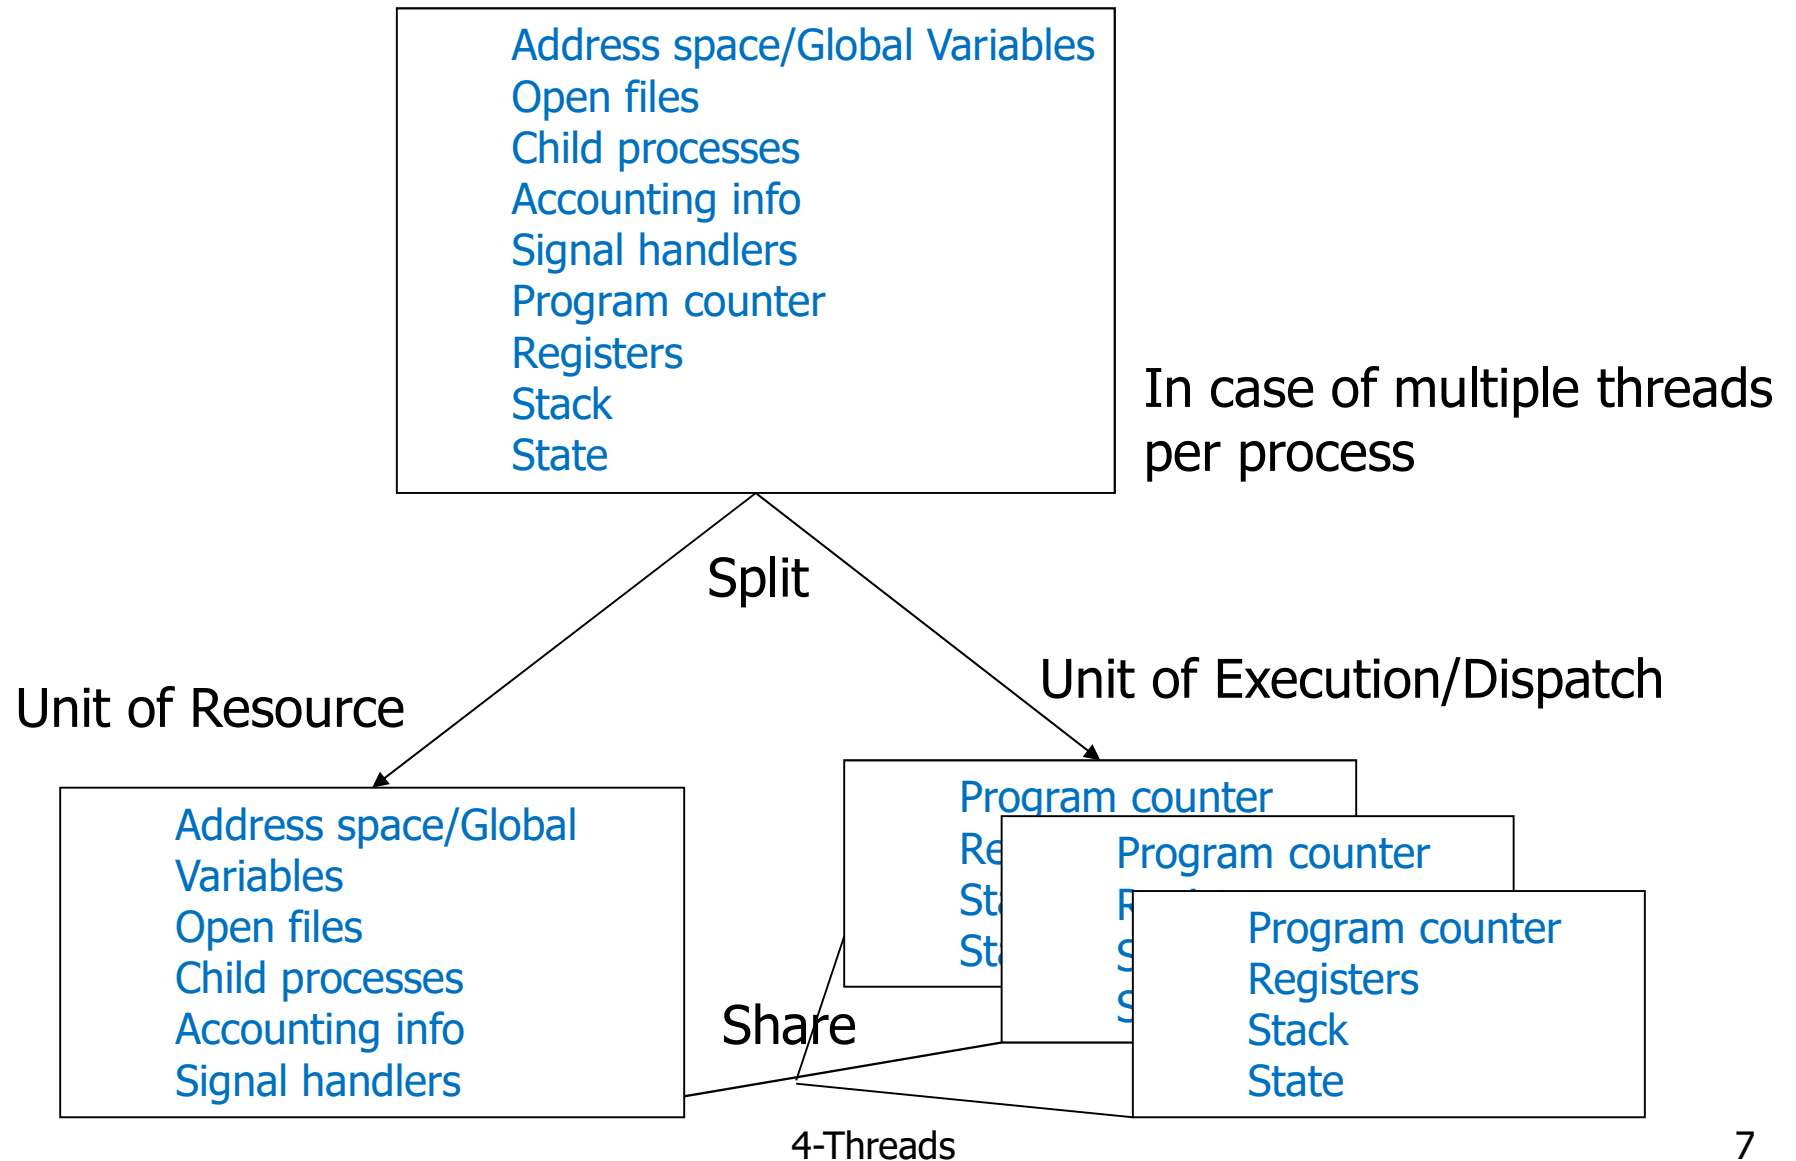 Address space/Global Variables
Open files
Child processes
Accounting info
Signal handlers
Program counter
Registers
Stack
State
In case of multiple threads
per process
Split
Unit of Resource
Unit of Execution/Dispatch
Address space/Global
Variables
Open files
Child processes
Accounting info
Signal handlers
Share
Program counter
Program counter
Program counter
Registers
Stack
State
4-Threads
7